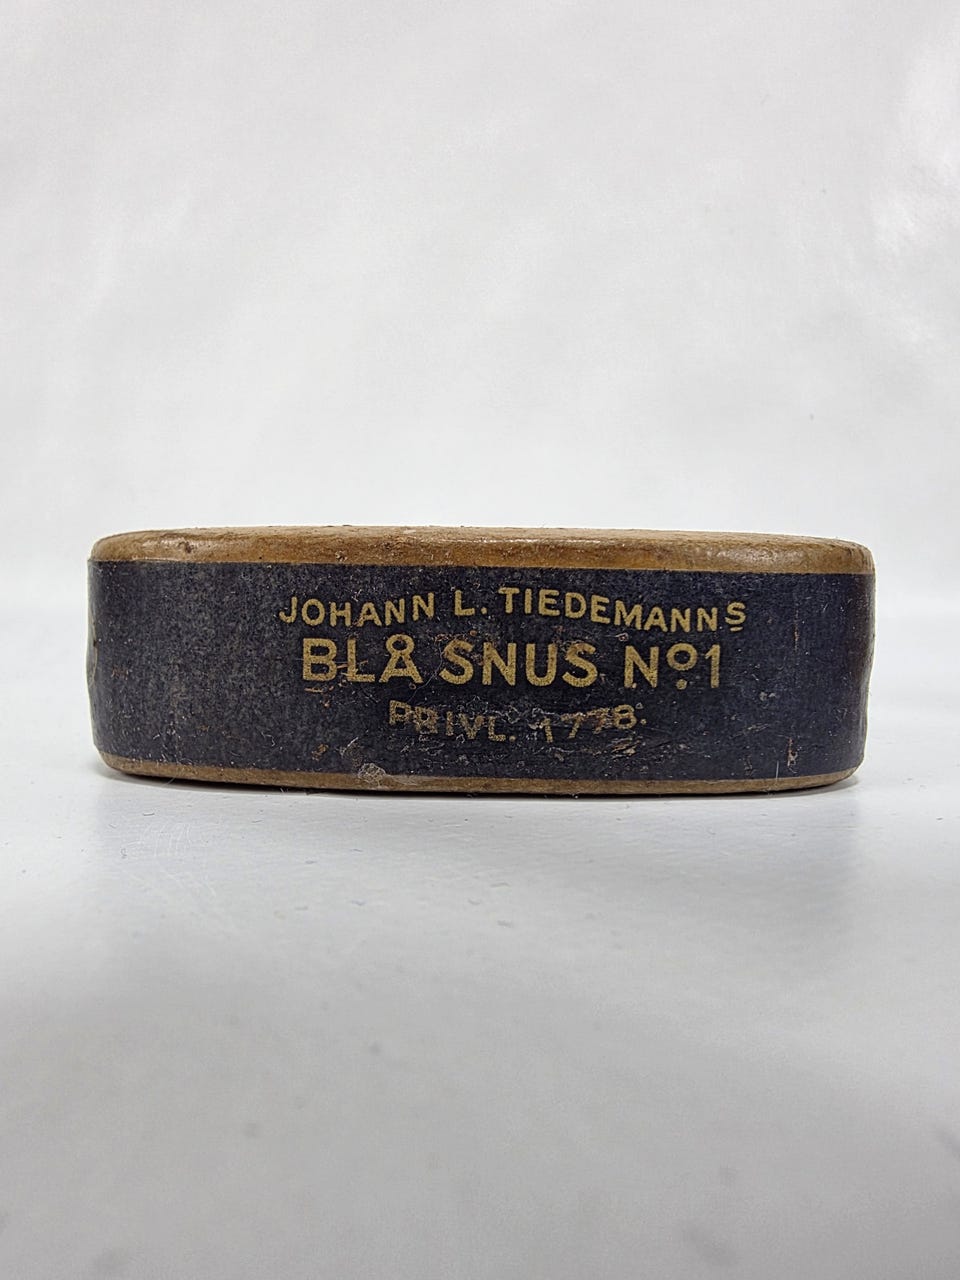 JOHANN L. TIEDEMANNS
BLÅ SNUS Nº1
PRIVL. 1778.